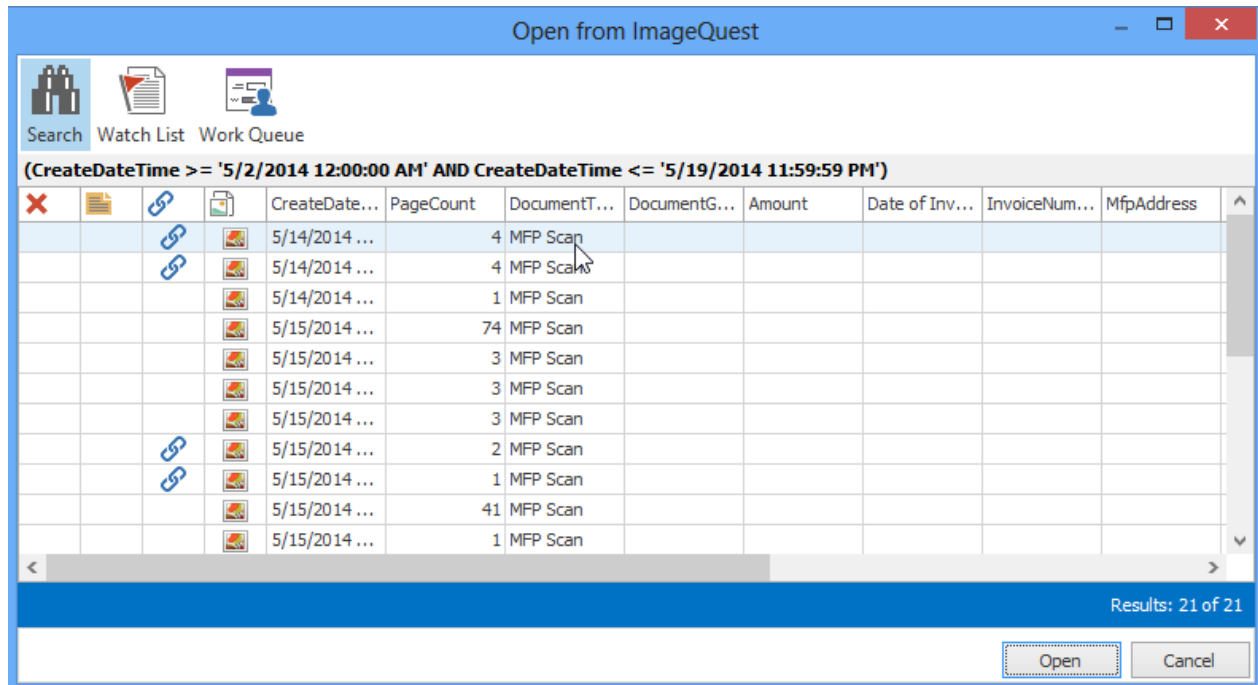 Open from ImageQuest
Search Watch List Work Queue
(CreateDateTime >= '5/2/2014 12:00:00 AM' AND CreateDateTime <= '5/19/2014 11:59:59 PM')
CreateDate... PageCount DocumentT... DocumentG... Amount Date of Inv... InvoiceNum... MfpAddress
5/14/2014 ... 4 MFP Scan
5/14/2014 ... 4 MFP Scan
5/14/2014 ... 1 MFP Scan
5/15/2014 ... 74 MFP Scan
5/15/2014 ... 3 MFP Scan
5/15/2014 ... 3 MFP Scan
5/15/2014 ... 3 MFP Scan
5/15/2014 ... 2 MFP Scan
5/15/2014 ... 1 MFP Scan
5/15/2014 ... 41 MFP Scan
5/15/2014 ... 1 MFP Scan
Results: 21 of 21
Open Cancel